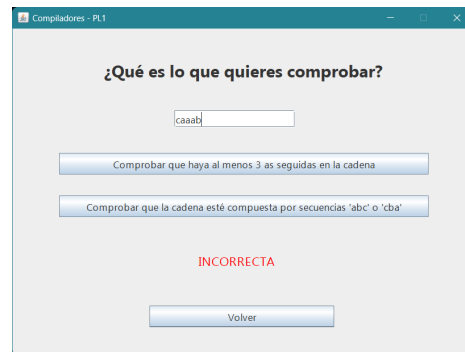 Compiladores - PL1
¿Qué es lo que quieres comprobar?
caaab
Comprobar que haya al menos 3 as seguidas en la cadena
Comprobar que la cadena esté compuesta por secuencias 'abc' o 'cba'
INCORRECTA
Volver